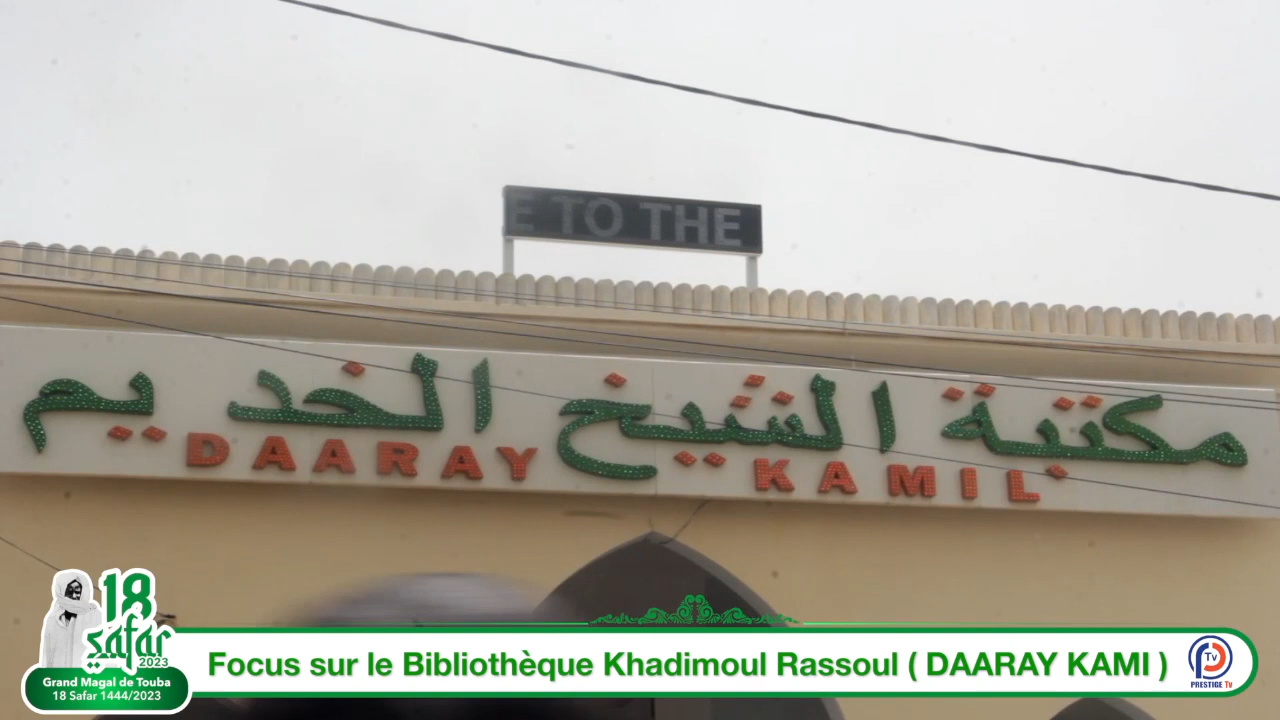 E TO THE
مكتبة الشيخ الخديم
DAARAY KAMIL
18
safar
2023
Grand Magal de Touba
18 Safar 1444/2023
Focus sur le Bibliothèque Khadimoul Rassoul ( DAARAY KAMI )
TV
PRESTIGE Tv